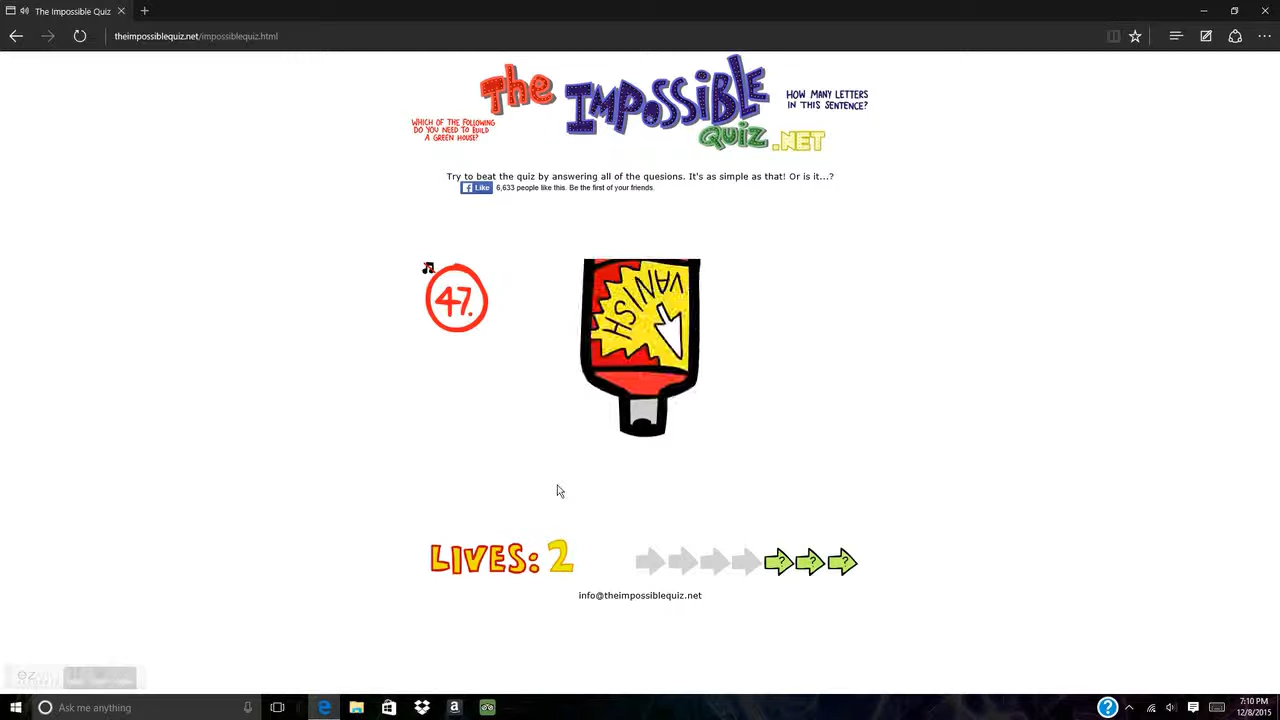 The Impossible Quiz
theimpossiblequiz.net/impossiblequiz.html
The IMPOSSIBLE QUIZ .NET
WHICH OF THE FOLLOWING
DO YOU NEED TO BUILD
A GREEN HOUSE?
HOW MANY LETTERS
IN THIS SENTENCE?
Try to beat the quiz by answering all of the quesions. It's as simple as that! Or is it...?
Like 6,633 people like this. Be the first of your friends.
47.
VANISH
LIVES: 2
? ? ?
info@theimpossiblequiz.net
Ask me anything
7:10 PM
12/8/2015